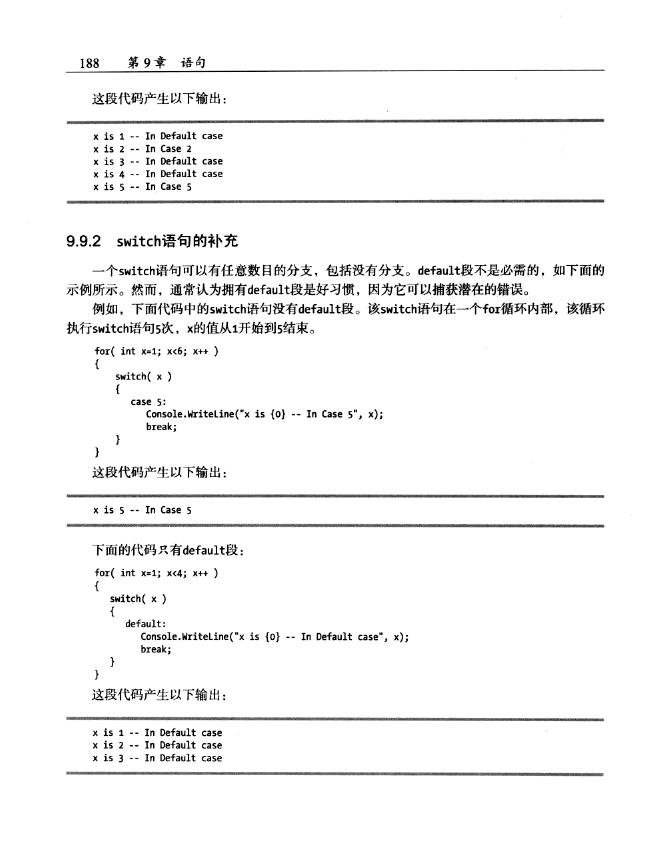 188 第9章 语句
这段代码产生以下输出：
x is 1 -- In Default case
x is 2 -- In Case 2
x is 3 -- In Default case
x is 4 -- In Default case
x is 5 -- In Case 5
9.9.2 switch语句的补充
一个switch语句可以有任意数目的分支，包括没有分支。default段不是必需的，如下面的
示例所示。然而，通常认为拥有default段是好习惯，因为它可以捕获潜在的错误。
例如，下面代码中的switch语句没有default段。该switch语句在一个for循环内部，该循环
执行switch语句5次，x的值从1开始到5结束。
for( int x=1; x<6; x++ )
{
switch( x )
{
case 5:
Console.WriteLine("x is {0} -- In Case 5", x);
break;
}
}
这段代码产生以下输出：
x is 5 -- In Case 5
下面的代码只有default段：
for( int x=1; x<4; x++ )
{
switch( x )
{
default:
Console.WriteLine("x is {0} -- In Default case", x);
break;
}
}
这段代码产生以下输出：
x is 1 -- In Default case
x is 2 -- In Default case
x is 3 -- In Default case